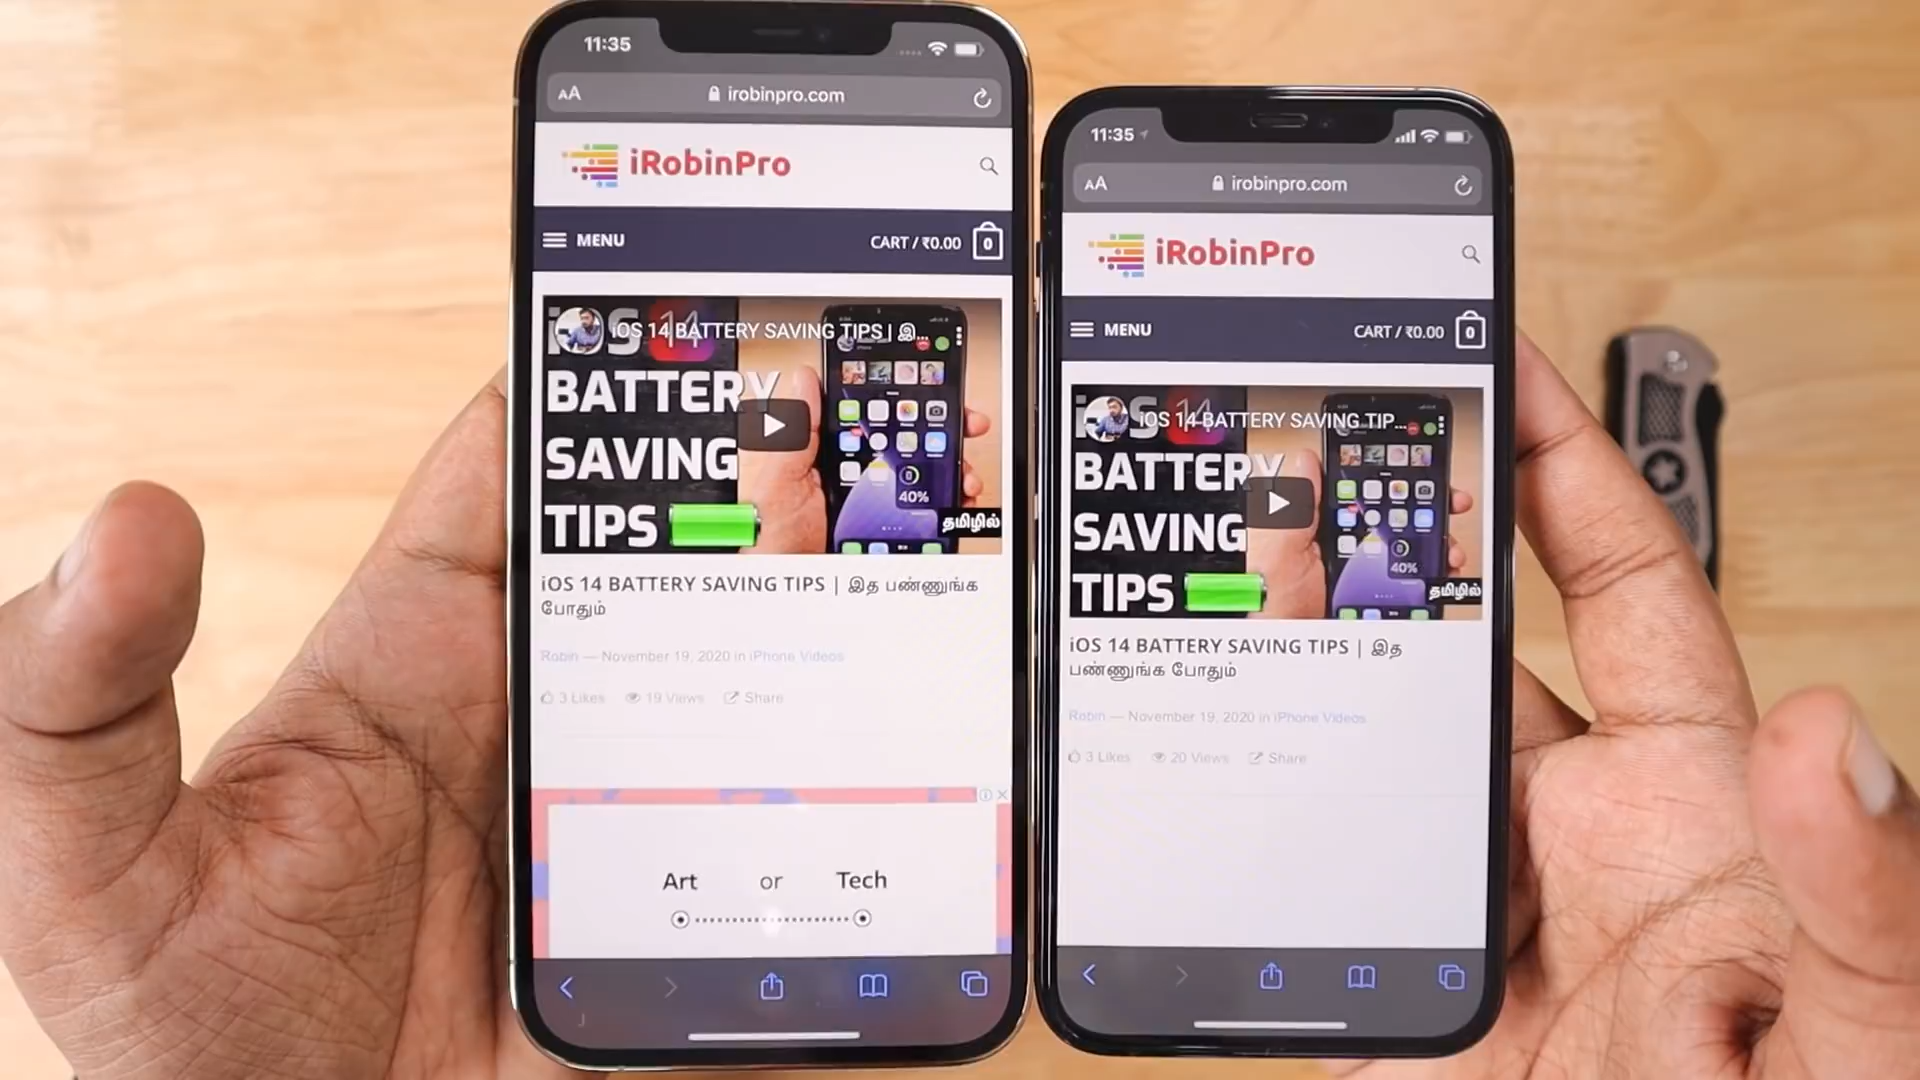 11:35
AA irobinpro.com
iRobinPro
MENU CART / ₹0.00 0
iOS 14 BATTERY SAVING TIPS | இ...
iOS 14
BATTERY
SAVING
TIPS
40%
தமிழில்
iOS 14 BATTERY SAVING TIPS | இத பண்ணுங்க
போதும்
Robin — November 19, 2020 in iPhone Videos
3 Likes 19 Views Share
Art or Tech
11:35
AA irobinpro.com
iRobinPro
MENU CART / ₹0.00 0
iOS 14 BATTERY SAVING TIP...
iOS 14
BATTERY
SAVING
TIPS
40%
தமிழில்
iOS 14 BATTERY SAVING TIPS | இத
பண்ணுங்க போதும்
Robin — November 19, 2020 in iPhone Videos
3 Likes 20 Views Share